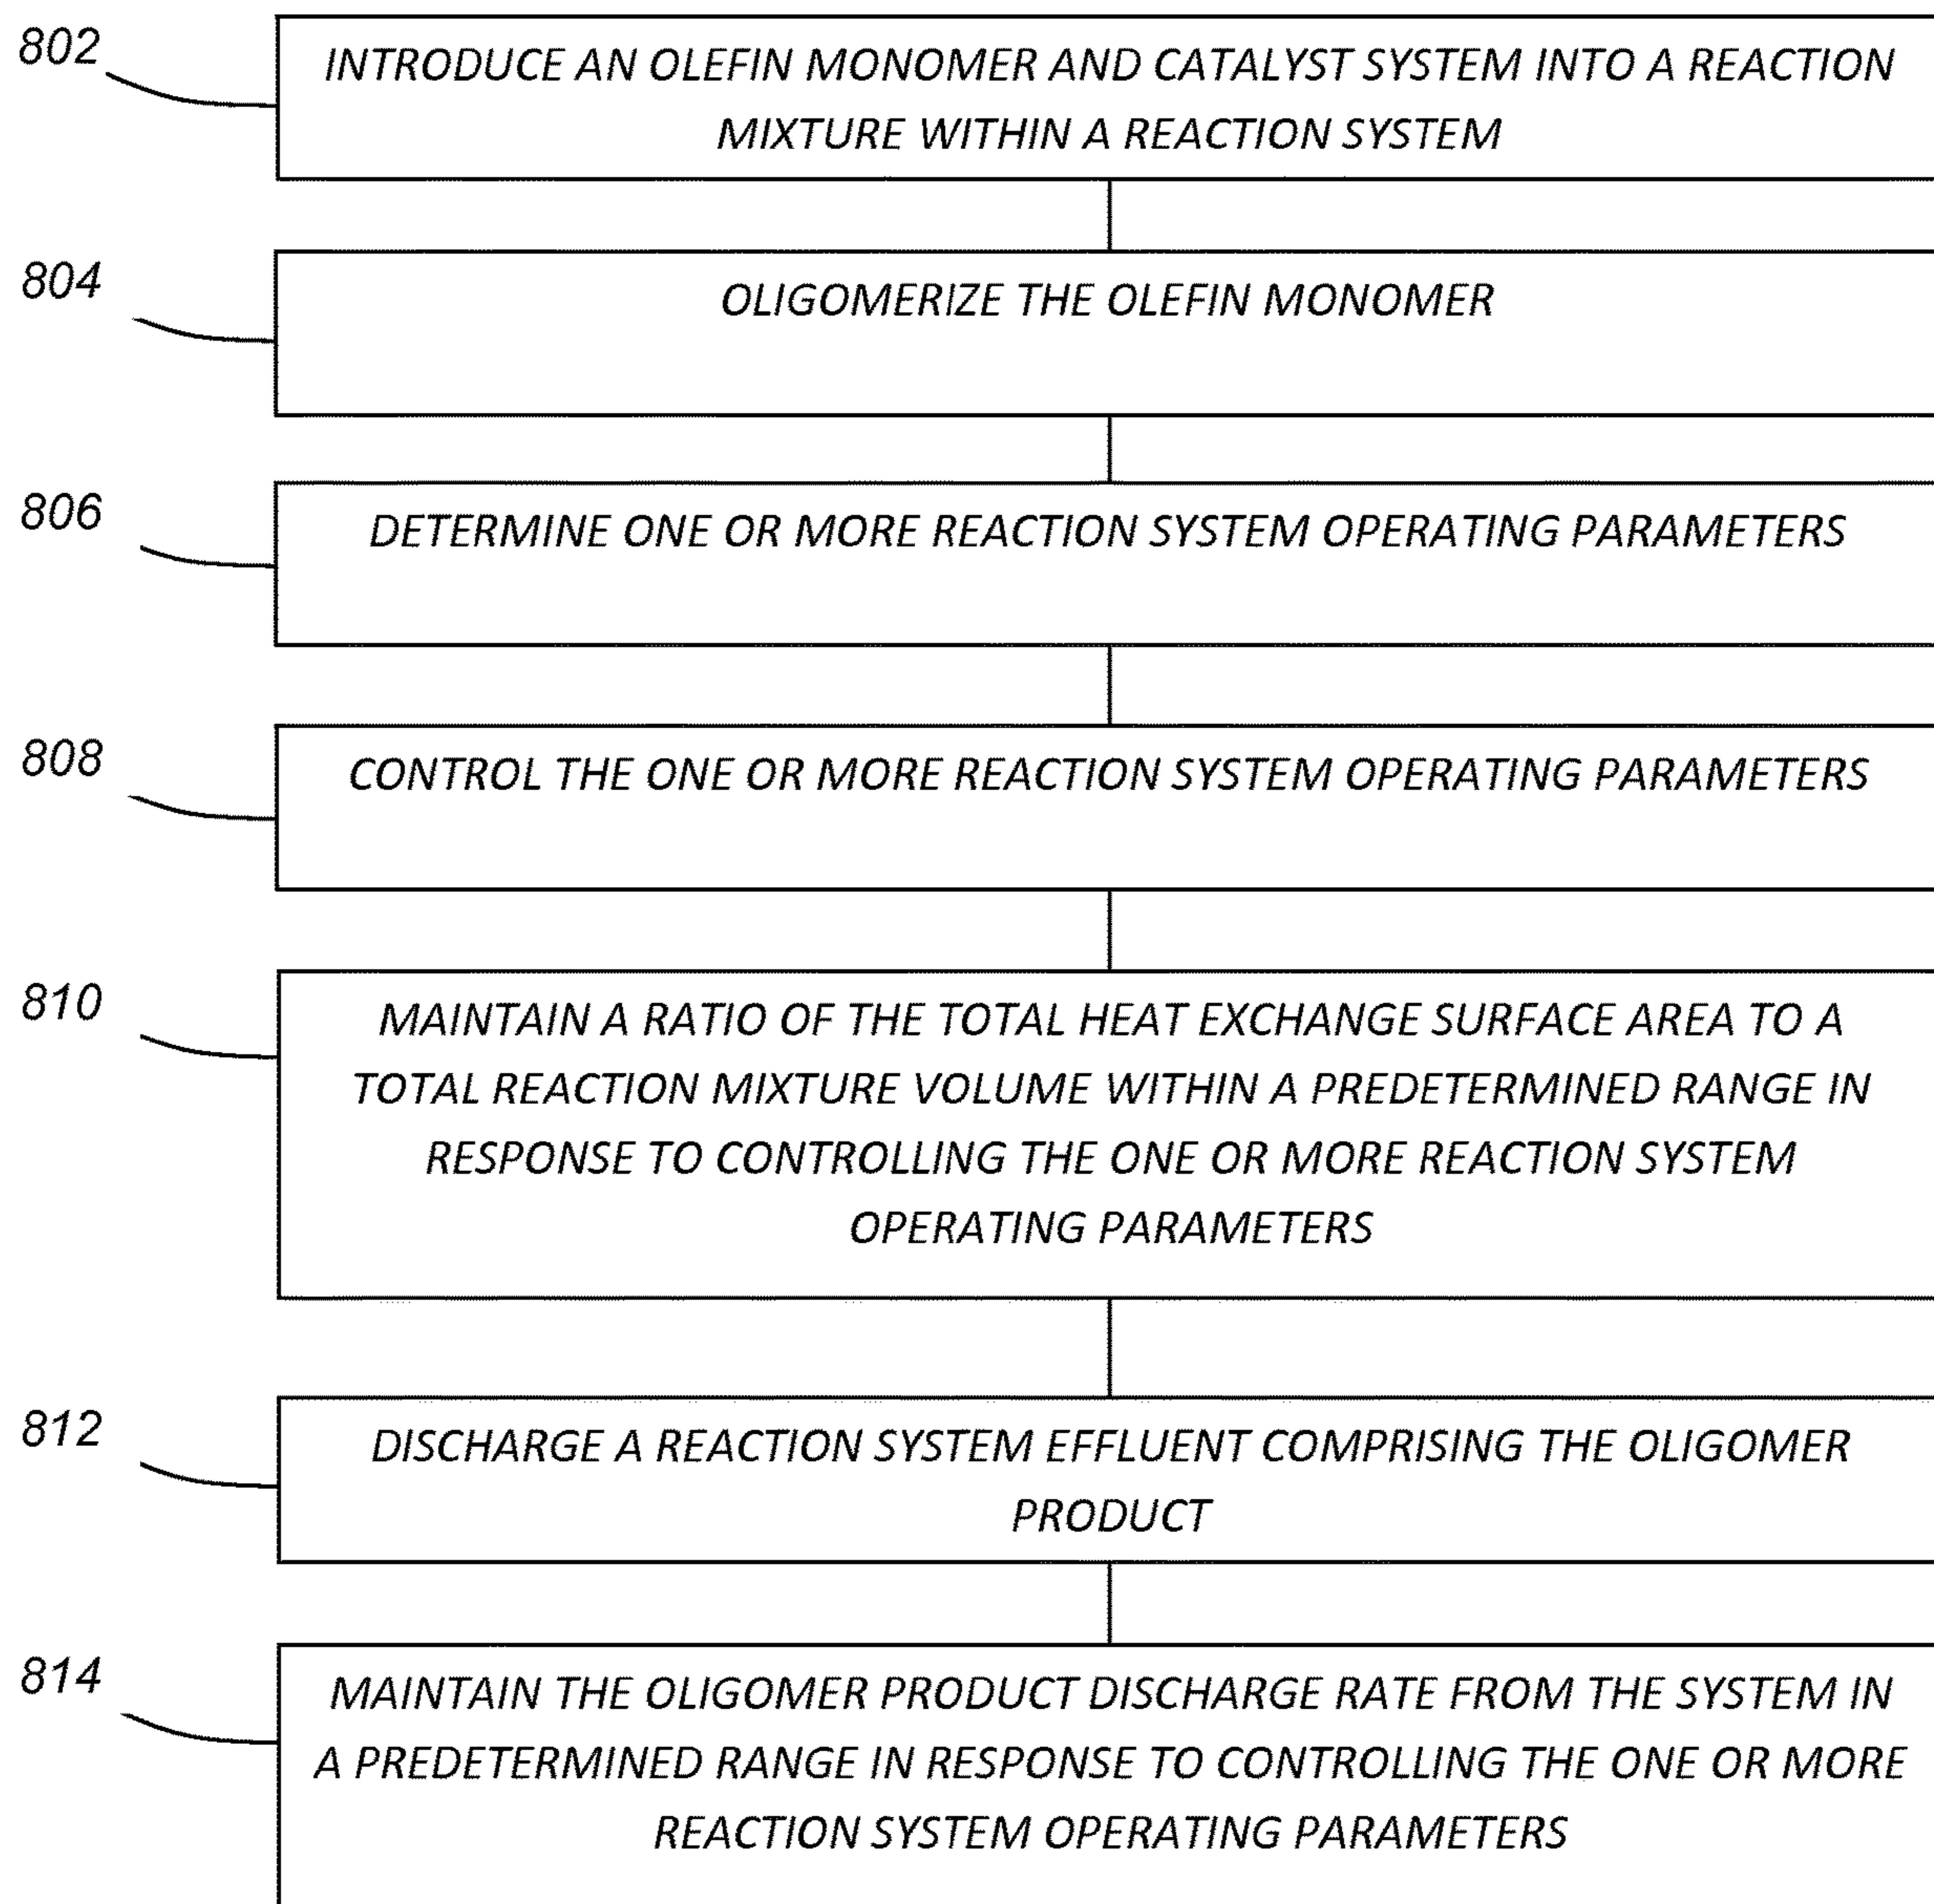 802
INTRODUCE AN OLEFIN MONOMER AND CATALYST SYSTEM INTO A REACTION
MIXTURE WITHIN A REACTION SYSTEM
804
OLIGOMERIZE THE OLEFIN MONOMER
806
DETERMINE ONE OR MORE REACTION SYSTEM OPERATING PARAMETERS
808
CONTROL THE ONE OR MORE REACTION SYSTEM OPERATING PARAMETERS
810
MAINTAIN A RATIO OF THE TOTAL HEAT EXCHANGE SURFACE AREA TO A
TOTAL REACTION MIXTURE VOLUME WITHIN A PREDETERMINED RANGE IN
RESPONSE TO CONTROLLING THE ONE OR MORE REACTION SYSTEM
OPERATING PARAMETERS
812
DISCHARGE A REACTION SYSTEM EFFLUENT COMPRISING THE OLIGOMER
PRODUCT
814
MAINTAIN THE OLIGOMER PRODUCT DISCHARGE RATE FROM THE SYSTEM IN
A PREDETERMINED RANGE IN RESPONSE TO CONTROLLING THE ONE OR MORE
REACTION SYSTEM OPERATING PARAMETERS